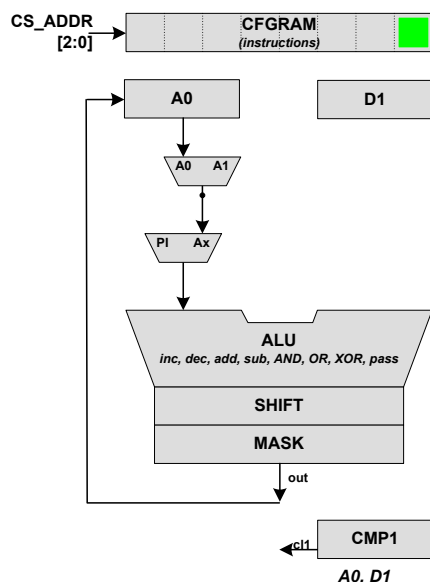 CS_ADDR
[2:0]
CFGRAM
(instructions)
A0
D1
A0 A1
PI Ax
ALU
inc, dec, add, sub, AND, OR, XOR, pass
SHIFT
MASK
out
cl1
CMP1
A0, D1